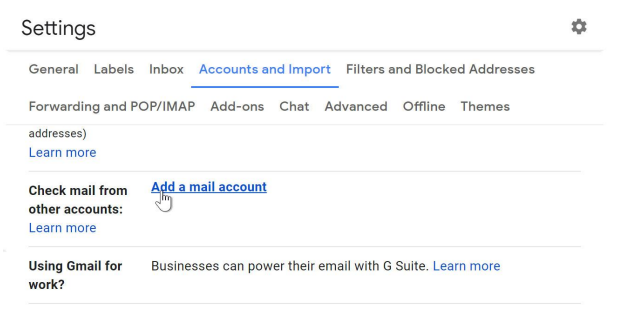 Settings
General Labels Inbox Accounts and Import Filters and Blocked Addresses
Forwarding and POP/IMAP Add-ons Chat Advanced Offline Themes
addresses)
Learn more
Check mail from
other accounts:
Learn more
Add a mail account
Using Gmail for
work?
Businesses can power their email with G Suite. Learn more